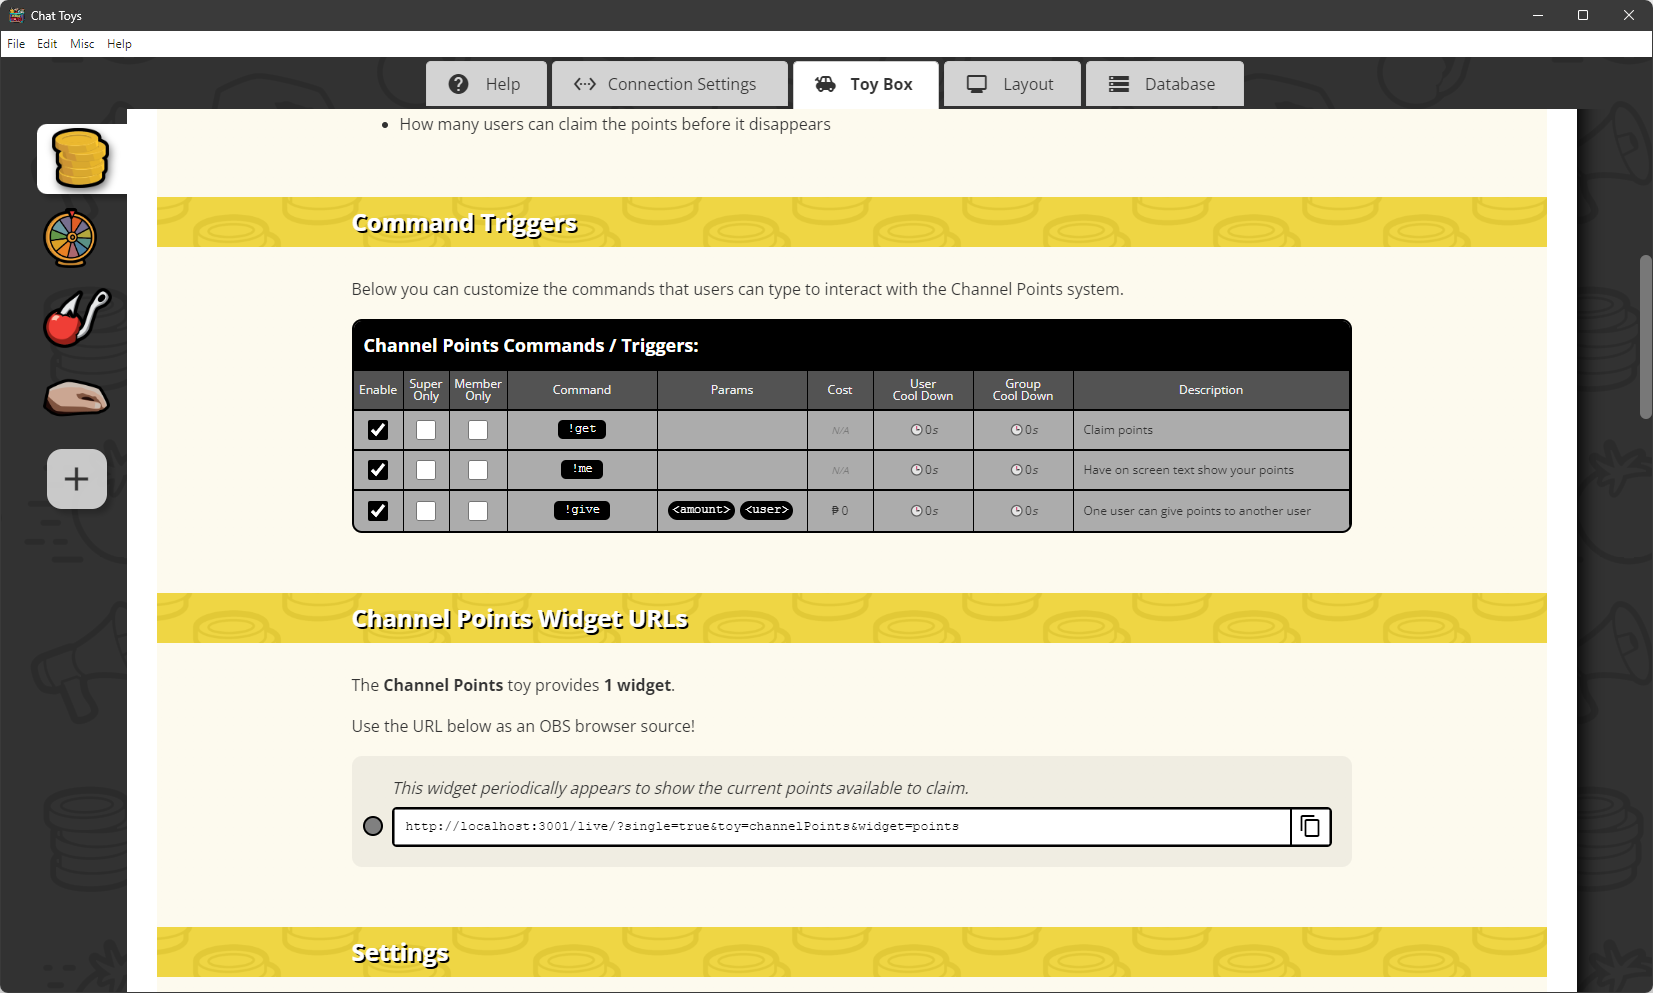 Chat Toys
File Edit Misc Help
Help Connection Settings Toy Box Layout Database
How many users can claim the points before it disappears
Command Triggers
Below you can customize the commands that users can type to interact with the Channel Points system.
Channel Points Commands / Triggers:
Enable Super Only Member Only Command Params Cost User Cool Down Group Cool Down Description
!get N/A 0s 0s Claim points
!me N/A 0s 0s Have on screen text show your points
!give <amount> <user> ₱ 0 0s 0s One user can give points to another user
Channel Points Widget URLs
The Channel Points toy provides 1 widget.
Use the URL below as an OBS browser source!
This widget periodically appears to show the current points available to claim.
http://localhost:3001/live/?single=true&toy=channelPoints&widget=points
Settings